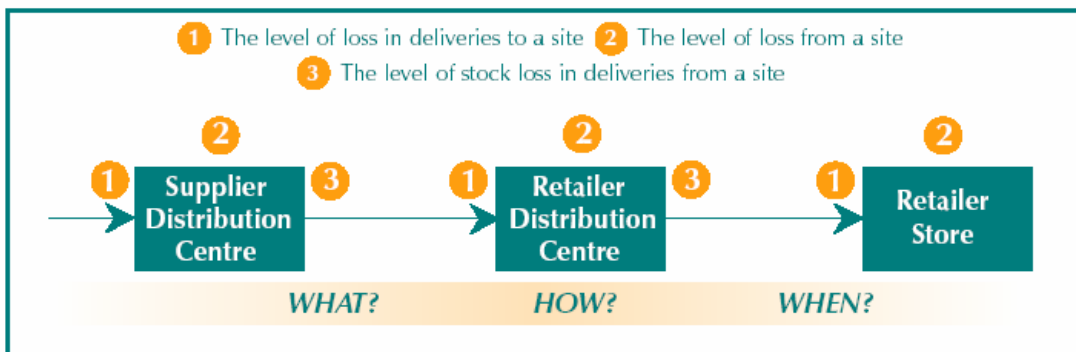 1 The level of loss in deliveries to a site 2 The level of loss from a site
3 The level of stock loss in deliveries from a site
2 2 2
1 3 1 3 1
Supplier
Distribution
Centre
Retailer
Distribution
Centre
Retailer
Store
WHAT? HOW? WHEN?